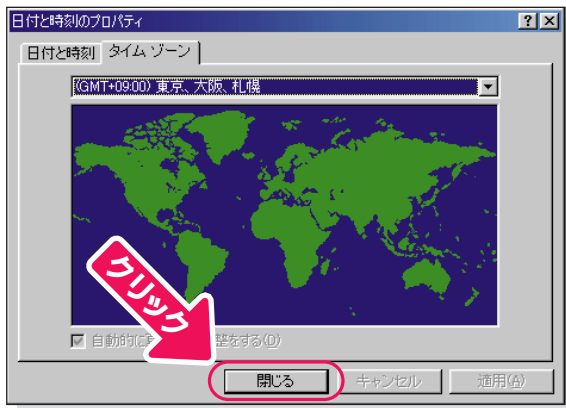 日付と時刻のプロパティ
日付と時刻 タイム ゾーン
(GMT+09:00) 東京、大阪、札幌
クリック
自動的に 整をする(D)
閉じる キャンセル 適用(A)